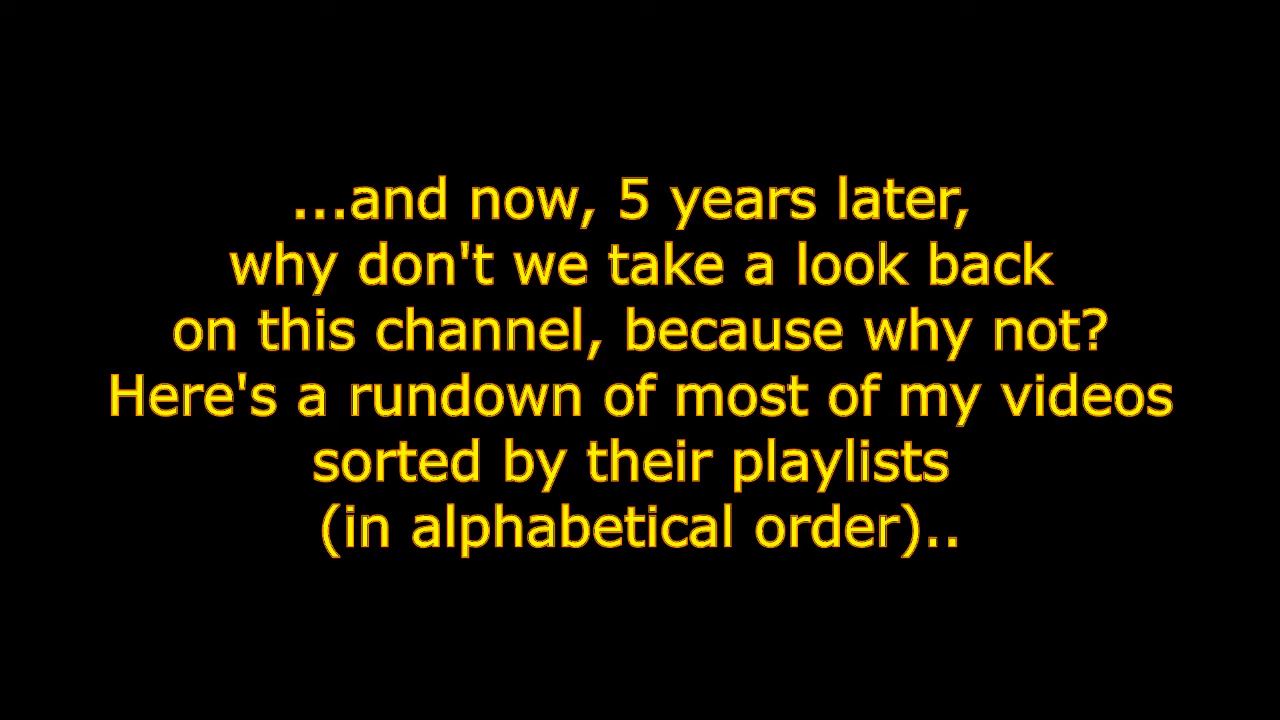 ...and now, 5 years later,
why don't we take a look back
on this channel, because why not?
Here's a rundown of most of my videos
sorted by their playlists
(in alphabetical order)..